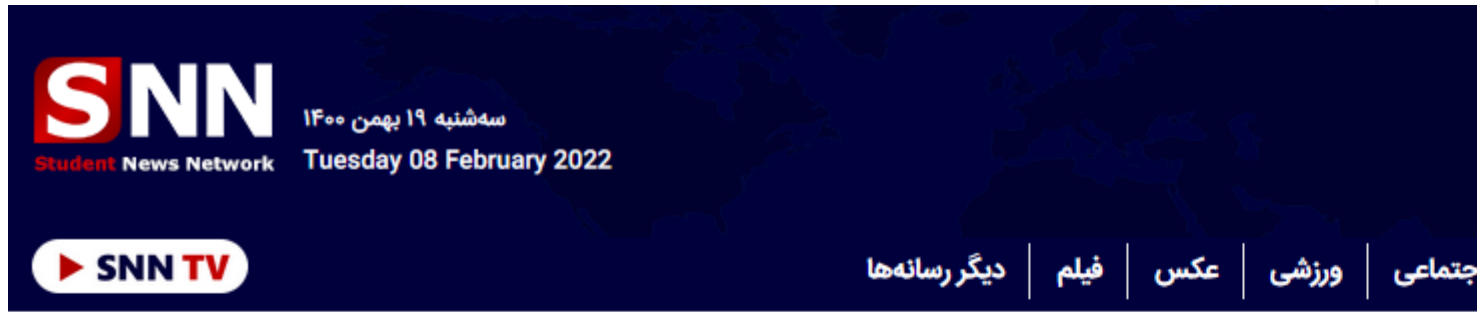 SNN
Student News Network
سه‌شنبه ۱۹ بهمن ۱۴۰۰
Tuesday 08 February 2022
SNN TV
جتماعی | ورزشی | عکس | فیلم | دیگر رسانه‌ها